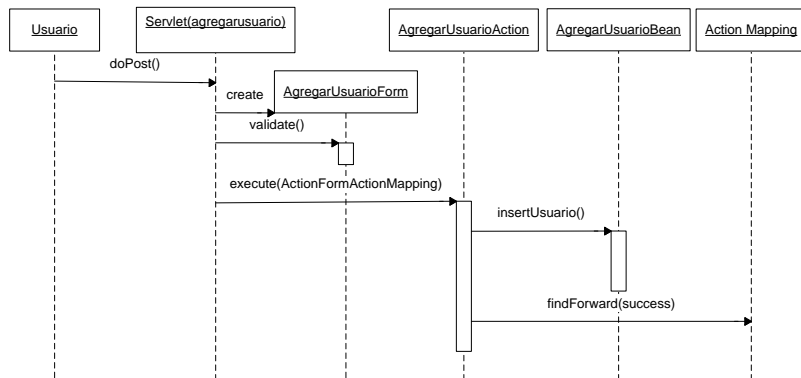 Usuario
Servlet(agregarusuario)
AgregarUsuarioAction
AgregarUsuarioBean
Action Mapping
doPost()
create
AgregarUsuarioForm
validate()
execute(ActionFormActionMapping)
insertUsuario()
findForward(success)